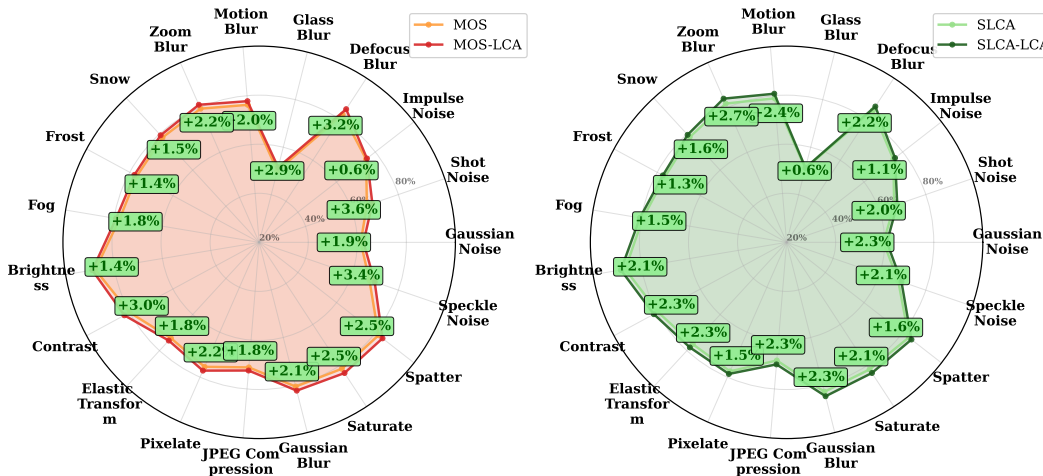 Motion
Blur
Glass
Blur
Zoom
Blur
Defocus
Blur
Snow
Impulse
Noise
Frost
Shot
Noise
Fog
Gaussian
Noise
Brightne
ss
Speckle
Noise
Contrast
Spatter
Elastic
Transfor
m
Saturate
Pixelate
JPEG Com
pression
Gaussian
Blur
MOS
MOS-LCA
20%
40%
80%
+2.0%
+2.2%
+3.2%
+1.5%
+2.9%
+0.6%
+1.4%
+3.6%
+1.8%
+1.9%
+1.4%
+3.4%
+3.0%
+1.8%
+2.5%
+2.2%
+1.8%
+2.5%
+2.1%
Motion
Blur
Glass
Blur
Zoom
Blur
Defocus
Blur
Snow
Impulse
Noise
Frost
Shot
Noise
Fog
Gaussian
Noise
Brightne
ss
Speckle
Noise
Contrast
Spatter
Elastic
Transfor
m
Saturate
Pixelate
JPEG Com
pression
Gaussian
Blur
SLCA
SLCA-LCA
20%
40%
80%
+2.4%
+2.7%
+2.2%
+1.6%
+0.6%
+1.1%
+1.3%
+2.0%
+1.5%
+2.3%
+2.1%
+2.1%
+2.3%
+2.3%
+1.6%
+1.5%
+2.3%
+2.1%
+2.3%